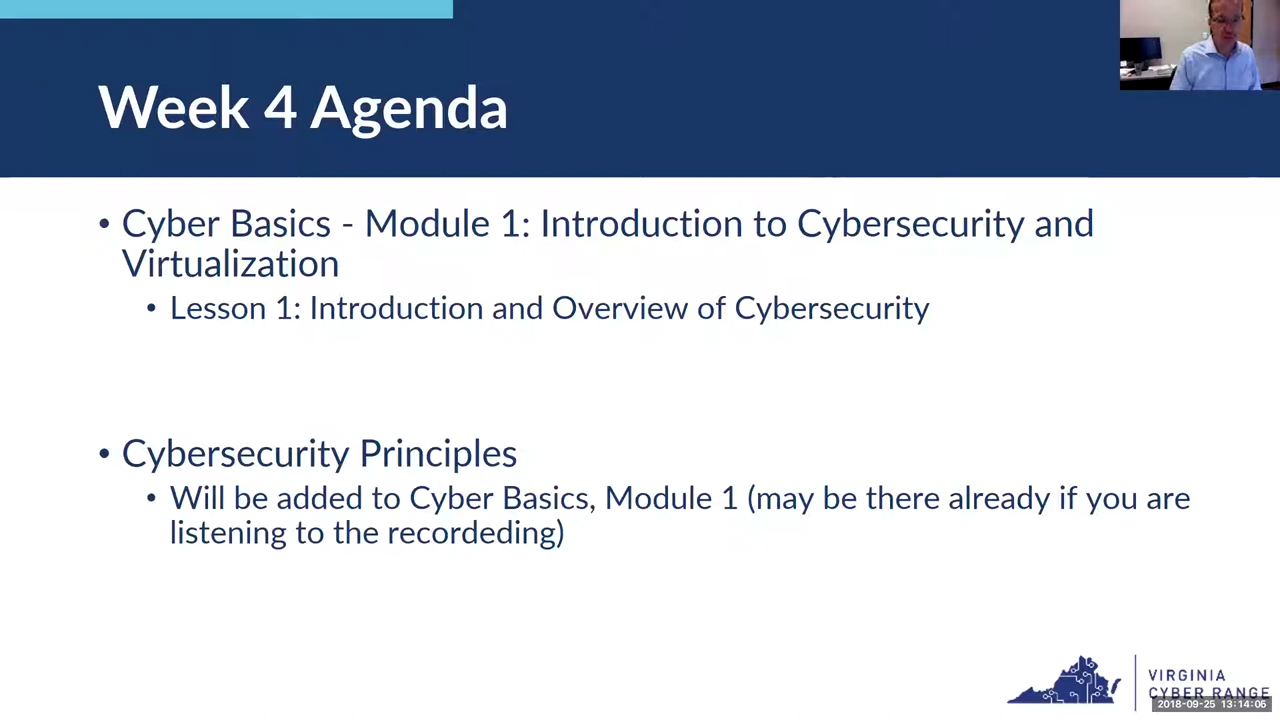 Week 4 Agenda
• Cyber Basics - Module 1: Introduction to Cybersecurity and
Virtualization
• Lesson 1: Introduction and Overview of Cybersecurity
• Cybersecurity Principles
• Will be added to Cyber Basics, Module 1 (may be there already if you are
listening to the recordeding)
VIRGINIA
CYBER RANGE
2018-09-25 13:14:06